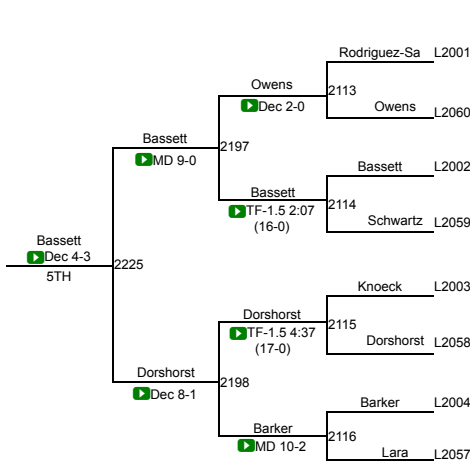 Rodriguez-Sa L2001
Owens
2113
Dec 2-0
Owens L2060
Bassett
2197
MD 9-0
Bassett L2002
Bassett
2114
TF-1.5 2:07
(16-0)
Schwartz L2059
Bassett
Dec 4-3
2225
5TH
Knoeck L2003
Dorshorst
2115
TF-1.5 4:37
(17-0)
Dorshorst L2058
Dorshorst
2198
Dec 8-1
Barker L2004
Barker
2116
MD 10-2
Lara L2057